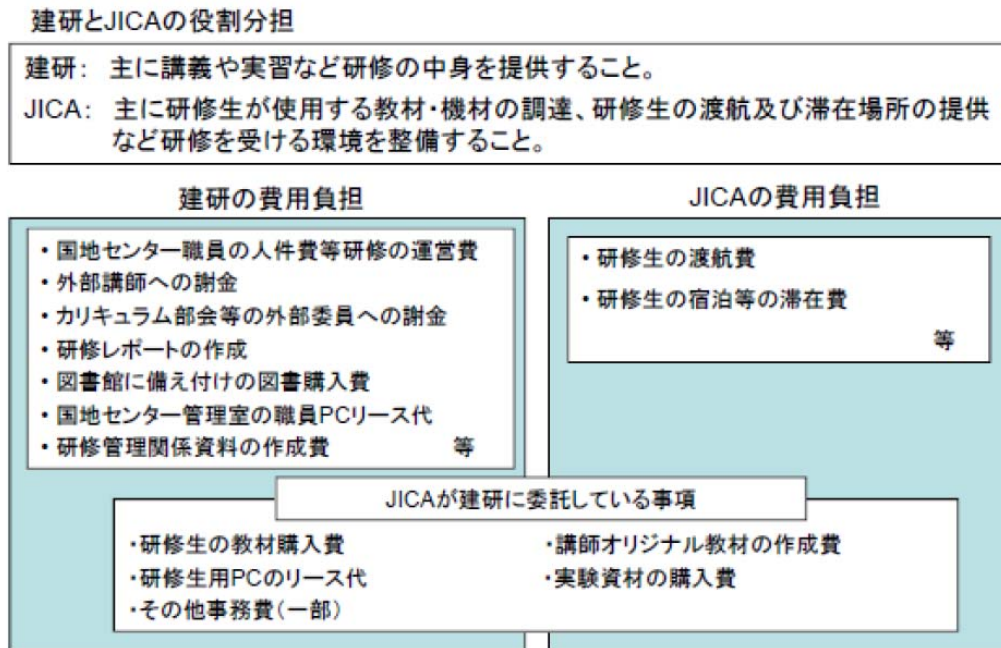 建研とJICAの役割分担
建研： 主に講義や実習など研修の中身を提供すること。
JICA： 主に研修生が使用する教材・機材の調達、研修生の渡航及び滞在場所の提供
など研修を受ける環境を整備すること。
建研の費用負担
・国地センター職員の人件費等研修の運営費
・外部講師への謝金
・カリキュラム部会等の外部委員への謝金
・研修レポートの作成
・図書館に備え付けの図書購入費
・国地センター管理室の職員PCリース代
・研修管理関係資料の作成費 等
JICAの費用負担
・研修生の渡航費
・研修生の宿泊等の滞在費
等
JICAが建研に委託している事項
・研修生の教材購入費
・研修生用PCのリース代
・その他事務費(一部)
・講師オリジナル教材の作成費
・実験資材の購入費